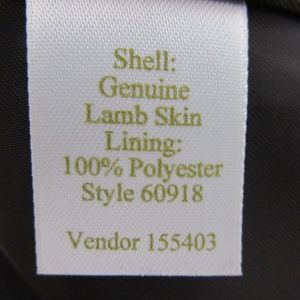 Shell:
Genuine
Lamb Skin
Lining:
100% Polyester
Style 60918
Vendor 155403